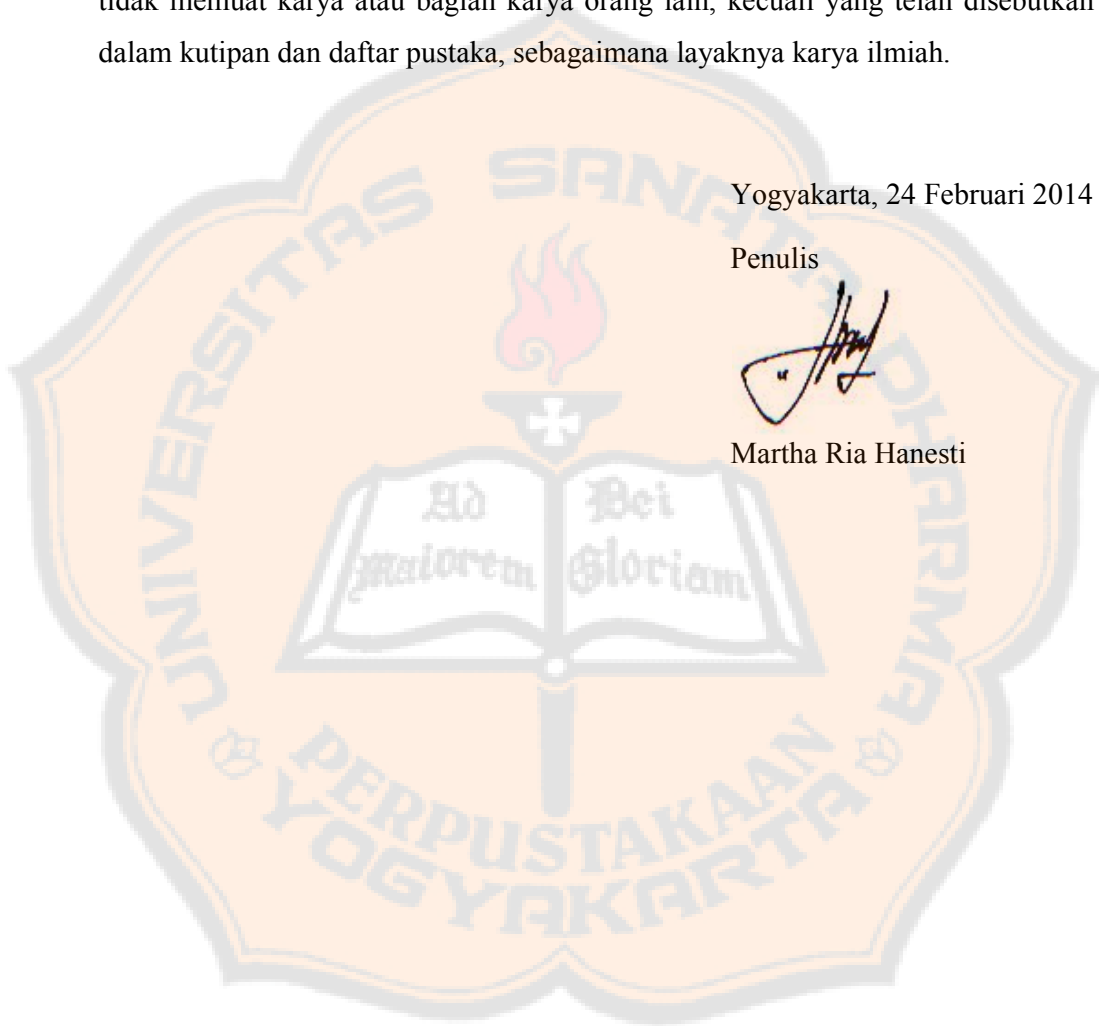 tidak memuat karya atau bagian karya orang lain, kecuali yang telah disebutkan
dalam kutipan dan daftar pustaka, sebagaimana layaknya karya ilmiah.
Yogyakarta, 24 Februari 2014
Penulis
Martha Ria Hanesti
UNIVERSITAS SANATA DHARMA
Ad
Maiorem
Dei
Gloriam
PERPUSTAKAAN
YOGYAKARTA